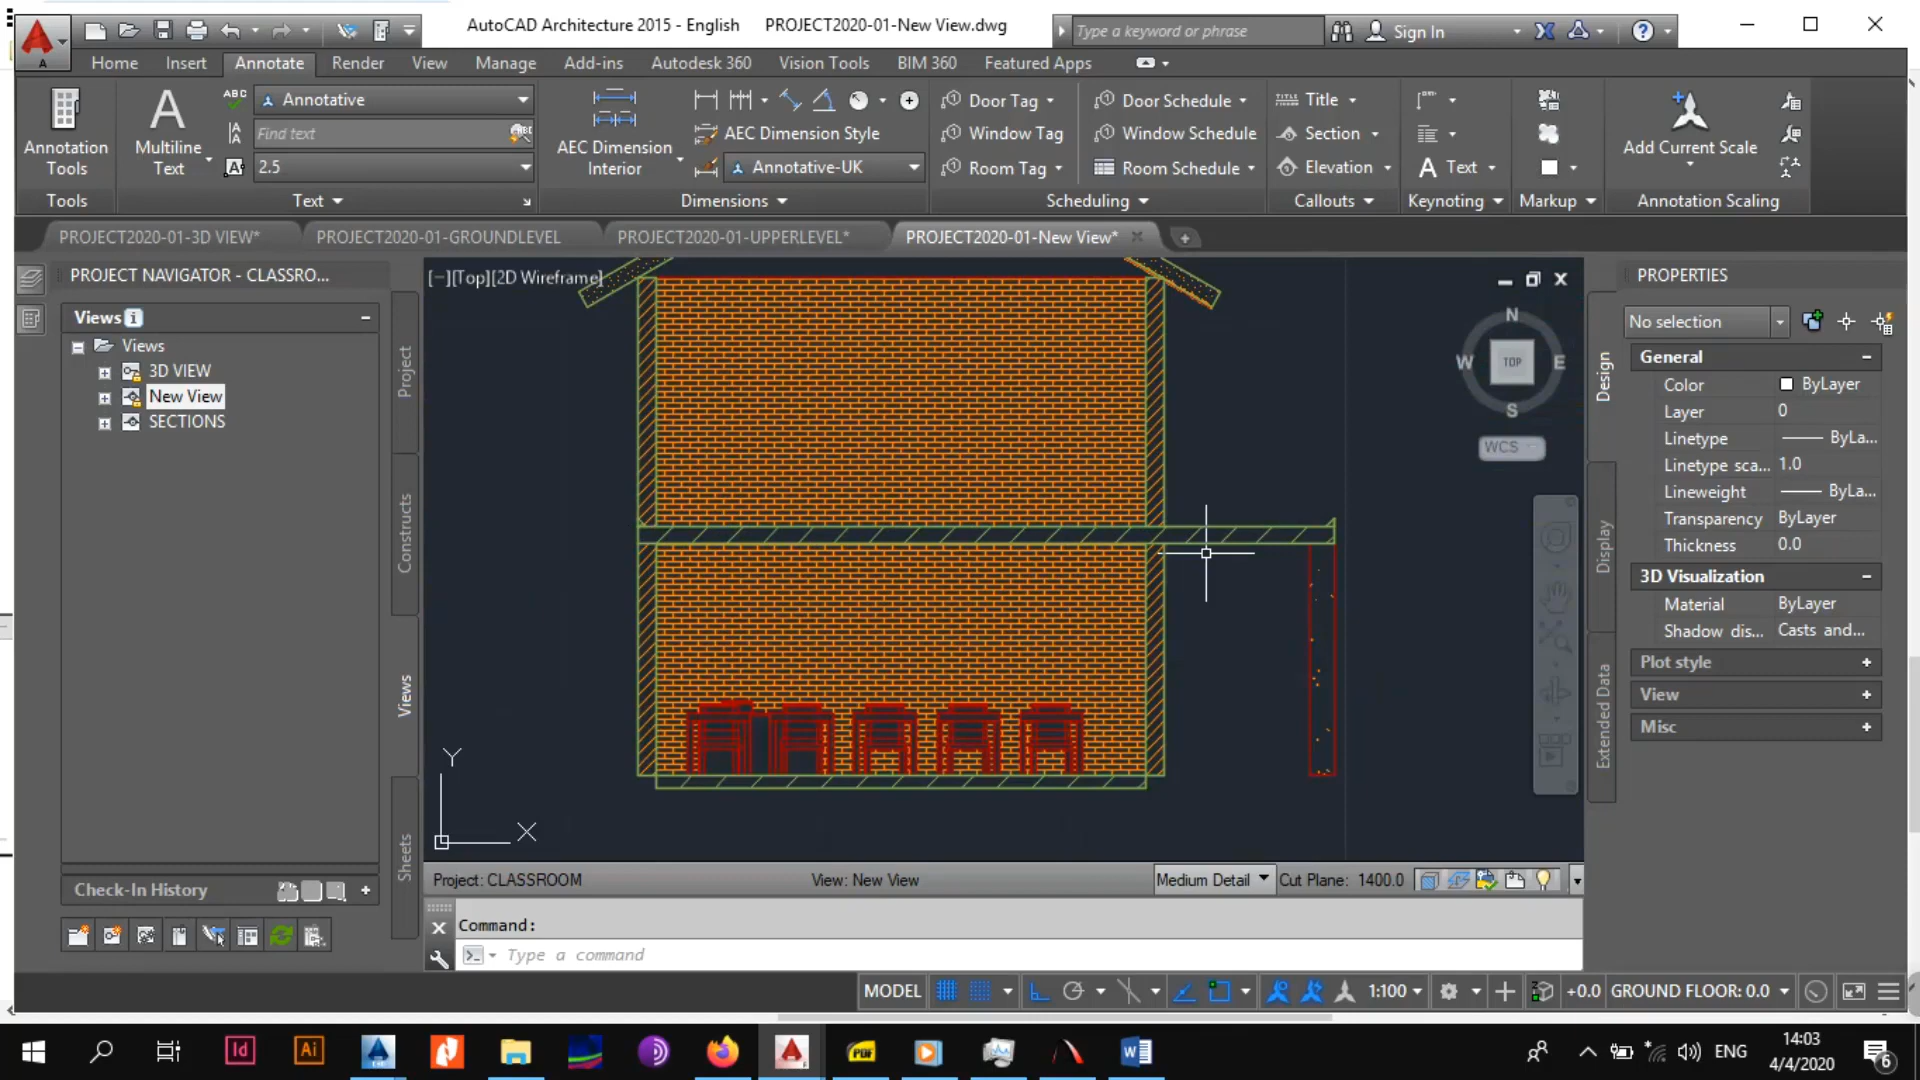 AutoCAD Architecture 2015 - English PROJECT2020-01-New View.dwg
Type a keyword or phrase
Sign In
A
Home Insert Annotate Render View Manage Add-ins Autodesk 360 Vision Tools BIM 360 Featured Apps
Annotation
Tools
Multiline
Text
ABC
Annotative
Find text
2.5
AEC Dimension
Interior
AEC Dimension Style
Annotative-UK
Door Tag
Window Tag
Room Tag
Door Schedule
Window Schedule
Room Schedule
TITLE Title
Section
Elevation
Text
Add Current Scale
Tools Text Dimensions Scheduling Callouts Keynoting Markup Annotation Scaling
PROJECT2020-01-3D VIEW* PROJECT2020-01-GROUNDLEVEL PROJECT2020-01-UPPERLEVEL* PROJECT2020-01-New View*
PROJECT NAVIGATOR - CLASSRO...
Views
Views
3D VIEW
New View
SECTIONS
Check-In History
Project
Constructs
Views
Sheets
[−][Top][2D Wireframe]
N
W TOP E
S
WCS
Y
X
Project: CLASSROOM View: New View Medium Detail Cut Plane: 1400.0
Command:
Type a command
PROPERTIES
No selection
General
Color ByLayer
Layer 0
Linetype ByLa...
Linetype sca... 1.0
Lineweight ByLa...
Transparency ByLayer
Thickness 0.0
3D Visualization
Material ByLayer
Shadow dis... Casts and...
Plot style
View
Misc
Design
Display
Extended Data
MODEL 1:100 +0.0 GROUND FLOOR: 0.0
Id Ai PDF W
ENG
14:03
4/4/2020
6